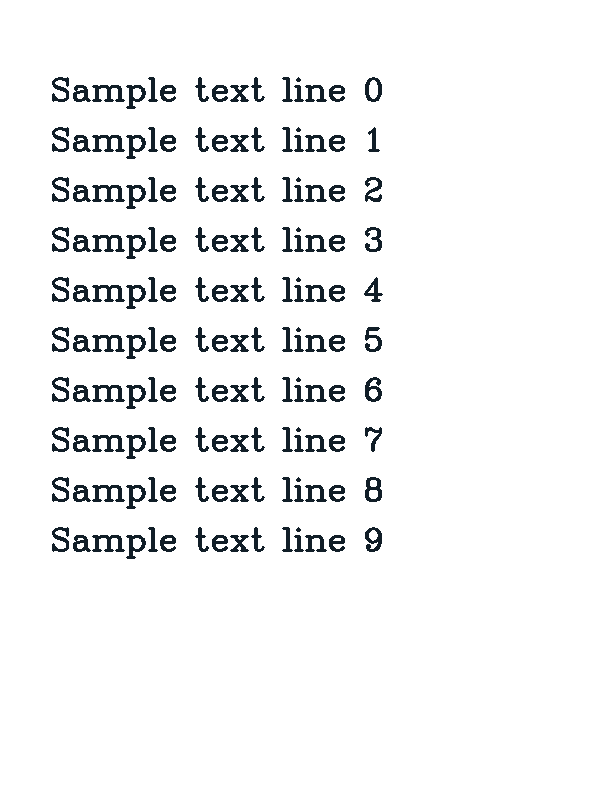 Sample text line 0
Sample text line 1
Sample text line 2
Sample text line 3
Sample text line 4
Sample text line 5
Sample text line 6
Sample text line 7
Sample text line 8
Sample text line 9